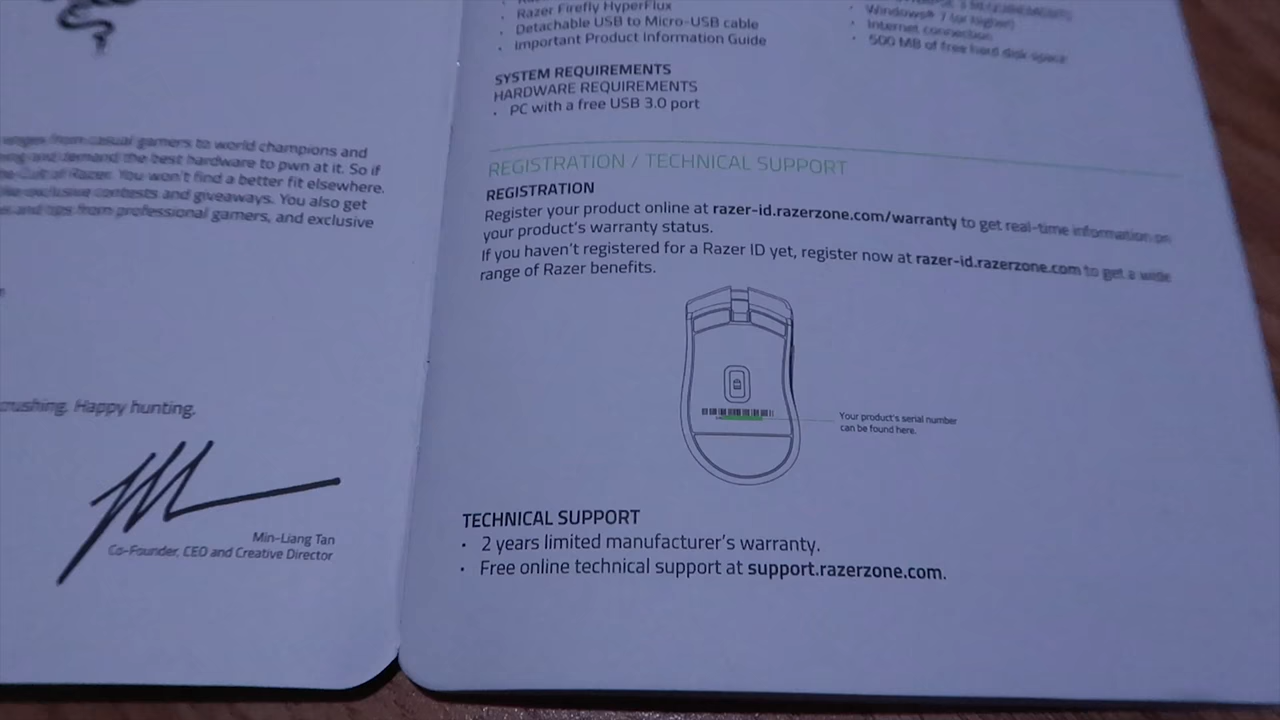 from casual gamers to world champions and
and demand the best hardware to pwn at it. So if
of Razer. You won't find a better fit elsewhere.
exclusive contests and giveaways. You also get
and tips from professional gamers, and exclusive
crushing. Happy hunting.
Min-Liang Tan
Co-Founder, CEO and Creative Director
Razer Firefly HyperFlux
• Detachable USB to Micro-USB cable
• Important Product Information Guide
• Windows® 7 (or higher)
• Internet connection
• 500 MB of free hard disk space
SYSTEM REQUIREMENTS
HARDWARE REQUIREMENTS
• PC with a free USB 3.0 port
REGISTRATION / TECHNICAL SUPPORT
REGISTRATION
Register your product online at razer-id.razerzone.com/warranty to get real-time information on
your product's warranty status.
If you haven't registered for a Razer ID yet, register now at razer-id.razerzone.com to get a wide
range of Razer benefits.
Your product's serial number
can be found here.
TECHNICAL SUPPORT
• 2 years limited manufacturer's warranty.
• Free online technical support at support.razerzone.com.